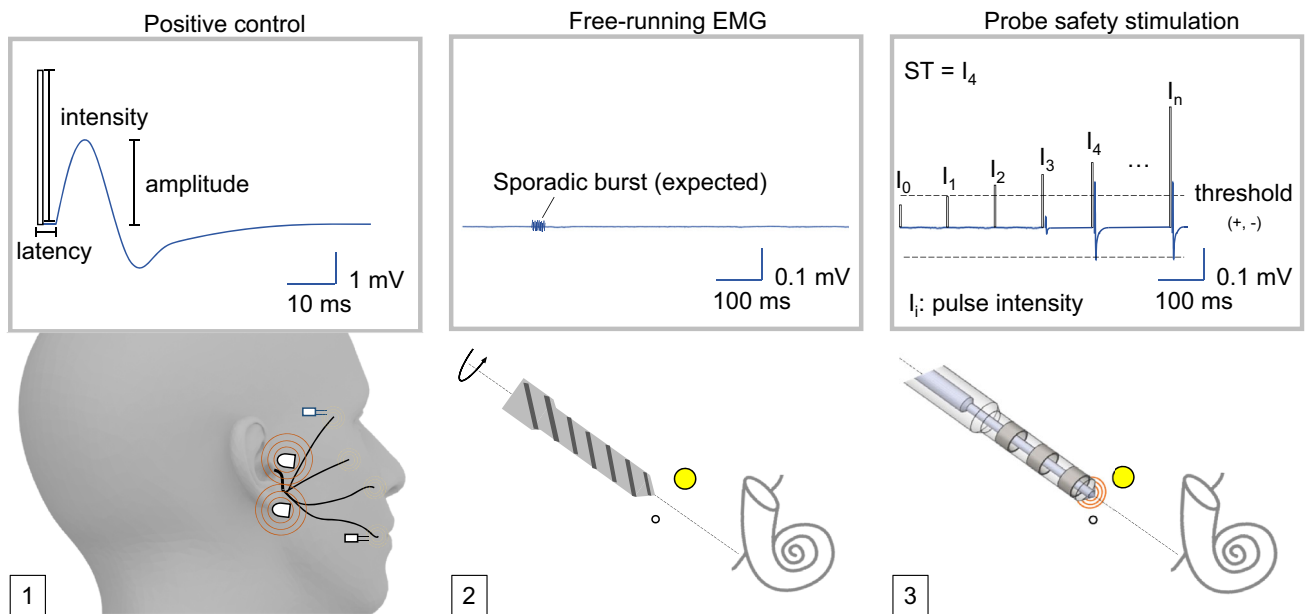 Positive control
intensity
amplitude
latency
1 mV
10 ms
1
Free-running EMG
Sporadic burst (expected)
0.1 mV
100 ms
2
Probe safety stimulation
ST = I₄
Iₙ
I₄
...
I₃
I₂
I₁
I₀
threshold
(+, -)
0.1 mV
100 ms
Iᵢ: pulse intensity
3